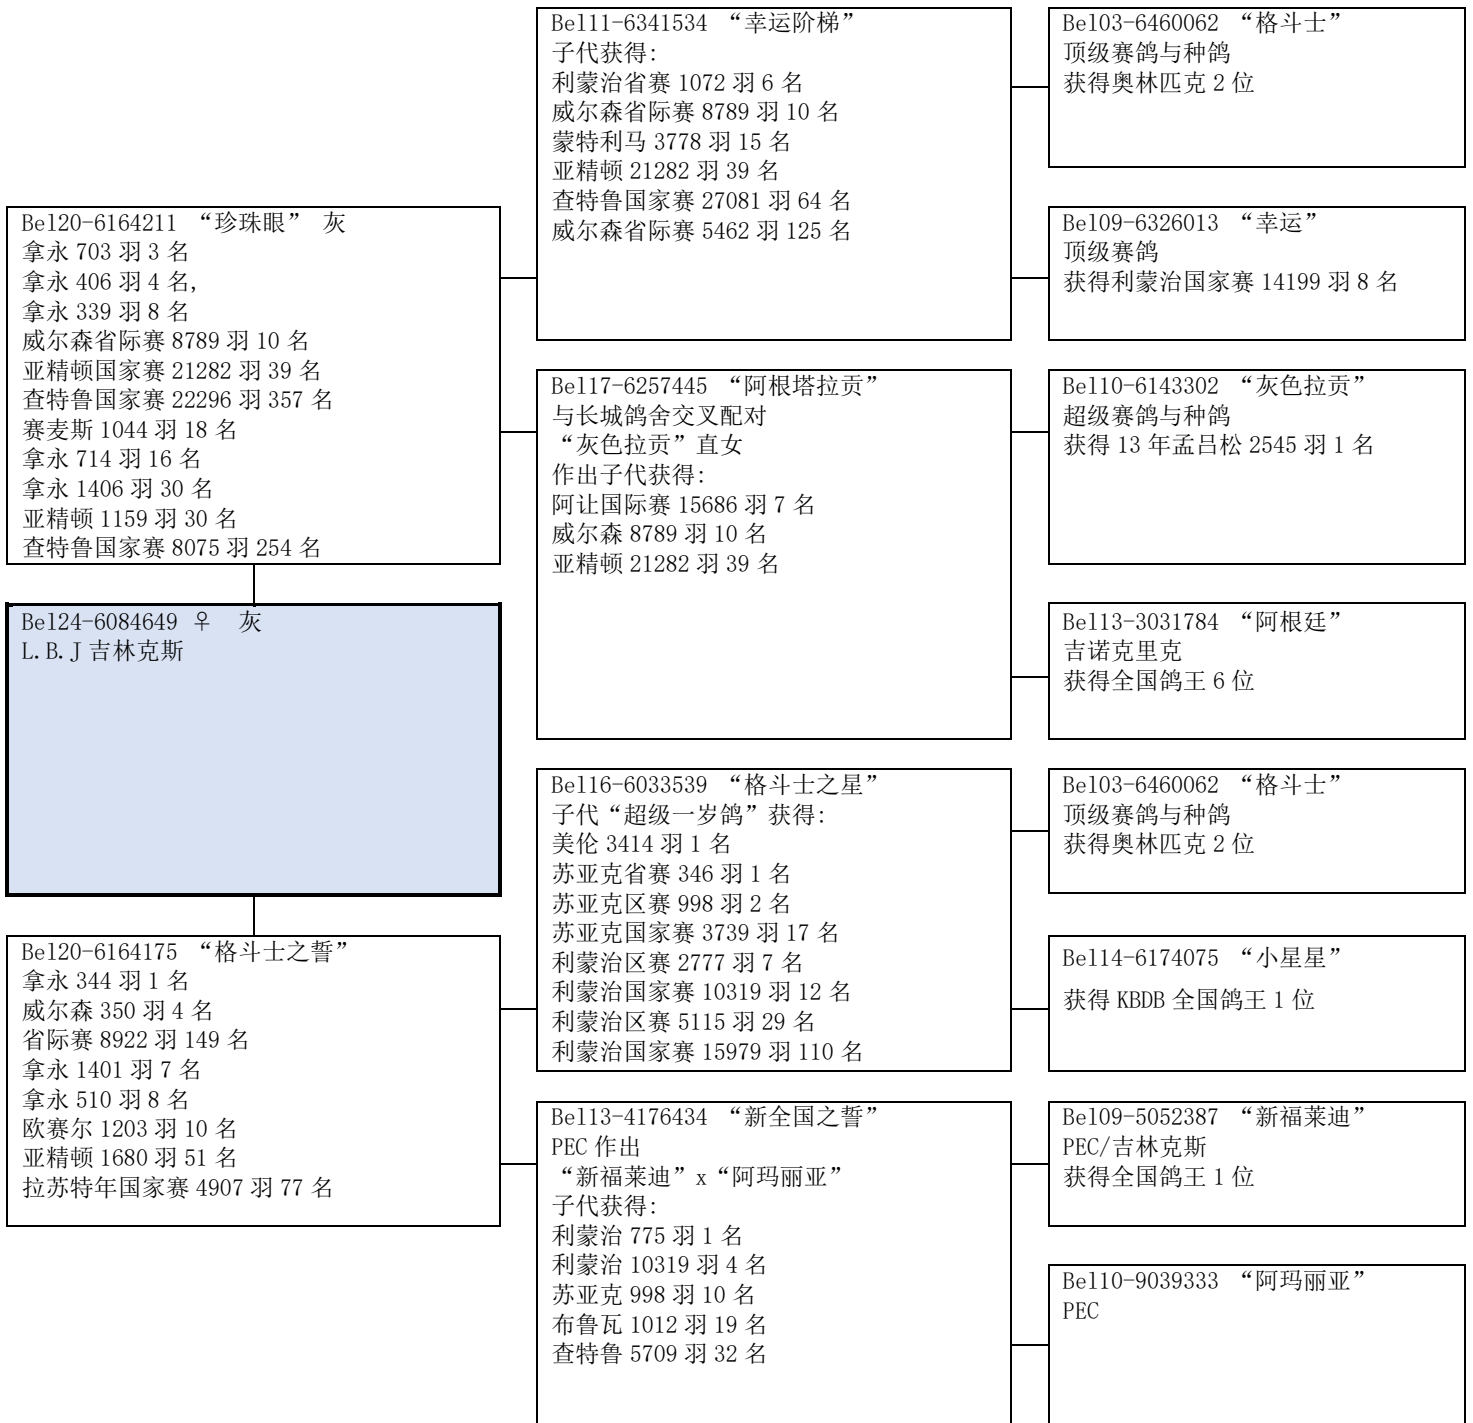 Bel11-6341534 “幸运阶梯”
子代获得:
利蒙治省赛 1072 羽 6 名
威尔森省际赛 8789 羽 10 名
蒙特利马 3778 羽 15 名
亚精顿 21282 羽 39 名
查特鲁国家赛 27081 羽 64 名
威尔森省际赛 5462 羽 125 名
Bel03-6460062 “格斗士”
顶级赛鸽与种鸽
获得奥林匹克 2 位
Bel20-6164211 “珍珠眼” 灰
拿永 703 羽 3 名
拿永 406 羽 4 名,
拿永 339 羽 8 名
威尔森省际赛 8789 羽 10 名
亚精顿国家赛 21282 羽 39 名
查特鲁国家赛 22296 羽 357 名
赛麦斯 1044 羽 18 名
拿永 714 羽 16 名
拿永 1406 羽 30 名
亚精顿 1159 羽 30 名
查特鲁国家赛 8075 羽 254 名
Bel09-6326013 “幸运”
顶级赛鸽
获得利蒙治国家赛 14199 羽 8 名
Bel17-6257445 “阿根塔拉贡”
与长城鸽舍交叉配对
“灰色拉贡”直女
作出子代获得:
阿让国际赛 15686 羽 7 名
威尔森 8789 羽 10 名
亚精顿 21282 羽 39 名
Bel10-6143302 “灰色拉贡”
超级赛鸽与种鸽
获得 13 年孟吕松 2545 羽 1 名
Bel24-6084649 ♀ 灰
L.B.J 吉林克斯
Bel13-3031784 “阿根廷”
吉诺克里克
获得全国鸽王 6 位
Bel16-6033539 “格斗士之星”
子代“超级一岁鸽”获得:
美伦 3414 羽 1 名
苏亚克省赛 346 羽 1 名
苏亚克区赛 998 羽 2 名
苏亚克国家赛 3739 羽 17 名
利蒙治区赛 2777 羽 7 名
利蒙治国家赛 10319 羽 12 名
利蒙治区赛 5115 羽 29 名
利蒙治国家赛 15979 羽 110 名
Bel03-6460062 “格斗士”
顶级赛鸽与种鸽
获得奥林匹克 2 位
Bel20-6164175 “格斗士之誓”
拿永 344 羽 1 名
威尔森 350 羽 4 名
省际赛 8922 羽 149 名
拿永 1401 羽 7 名
拿永 510 羽 8 名
欧赛尔 1203 羽 10 名
亚精顿 1680 羽 51 名
拉苏特年国家赛 4907 羽 77 名
Bel14-6174075 “小星星”
获得 KBDB 全国鸽王 1 位
Bel13-4176434 “新全国之誓”
PEC 作出
“新福莱迪”x“阿玛丽亚”
子代获得:
利蒙治 775 羽 1 名
利蒙治 10319 羽 4 名
苏亚克 998 羽 10 名
布鲁瓦 1012 羽 19 名
查特鲁 5709 羽 32 名
Bel09-5052387 “新福莱迪”
PEC/吉林克斯
获得全国鸽王 1 位
Bel10-9039333 “阿玛丽亚”
PEC